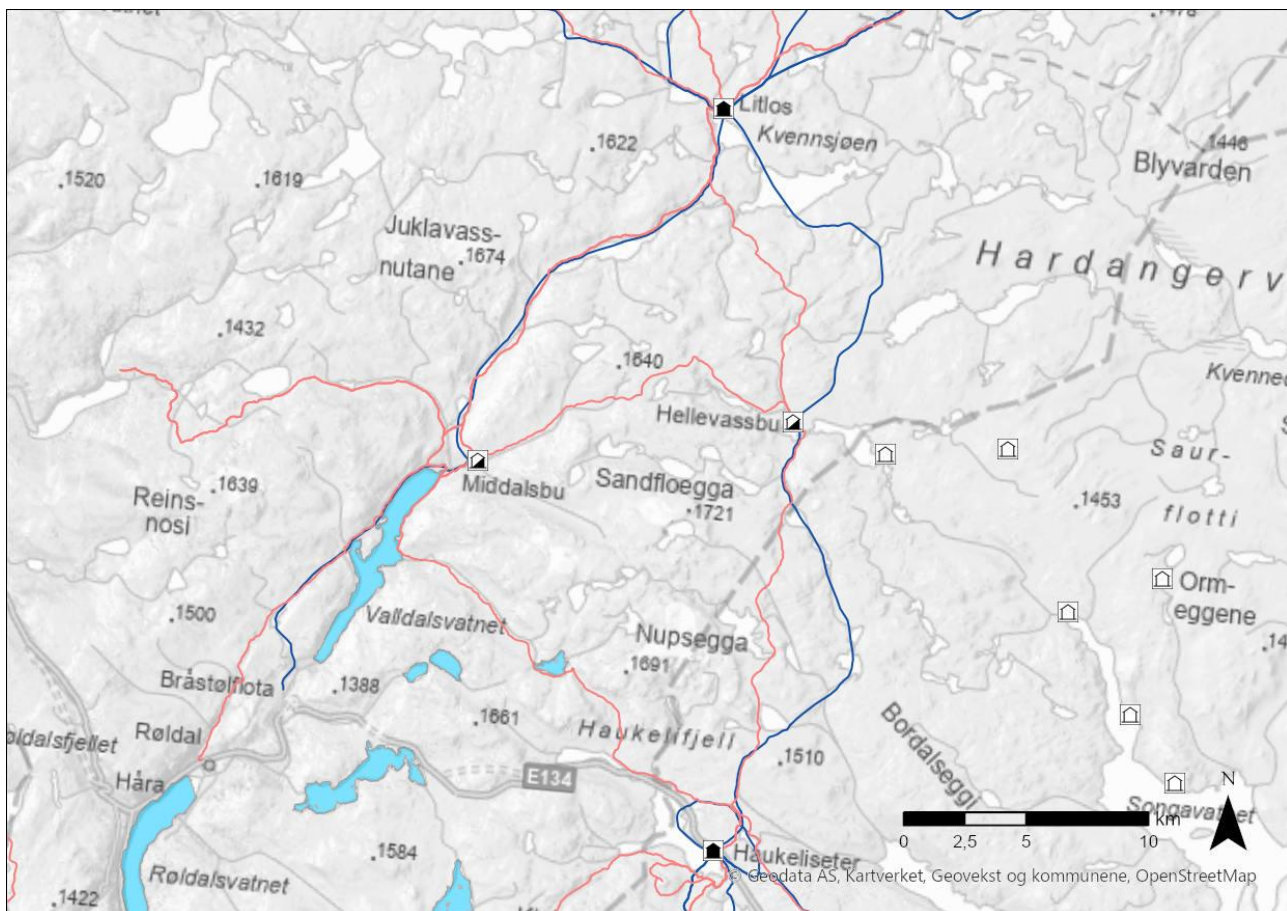 Litlos
Kvennsjøen
.1622
.1446
Blyvarden
.1520
.1619
Juklavass-
nutane
.1674
Hardangerv
.1432
.1640
Kvenned
Hellevassbu
Saur-
flotti
Middalsbu
Sandfloegga
.1721
.1453
.1639
Reins-
nosi
Orm-
eggene
.1500
Valldalsvatnet
Nupsegga
.1691
Bråstølflota
.1388
.1661
Haukelifjell
.1510
Bordalseggi
Røldal
øldalsfjellet
Håra
E134
Songavatnet
N
km
0 2,5 5 10
.1584
Haukeliseter
Røldalsvatnet
.1422
© Geodata AS, Kartverket, Geovekst og kommunene, OpenStreetMap